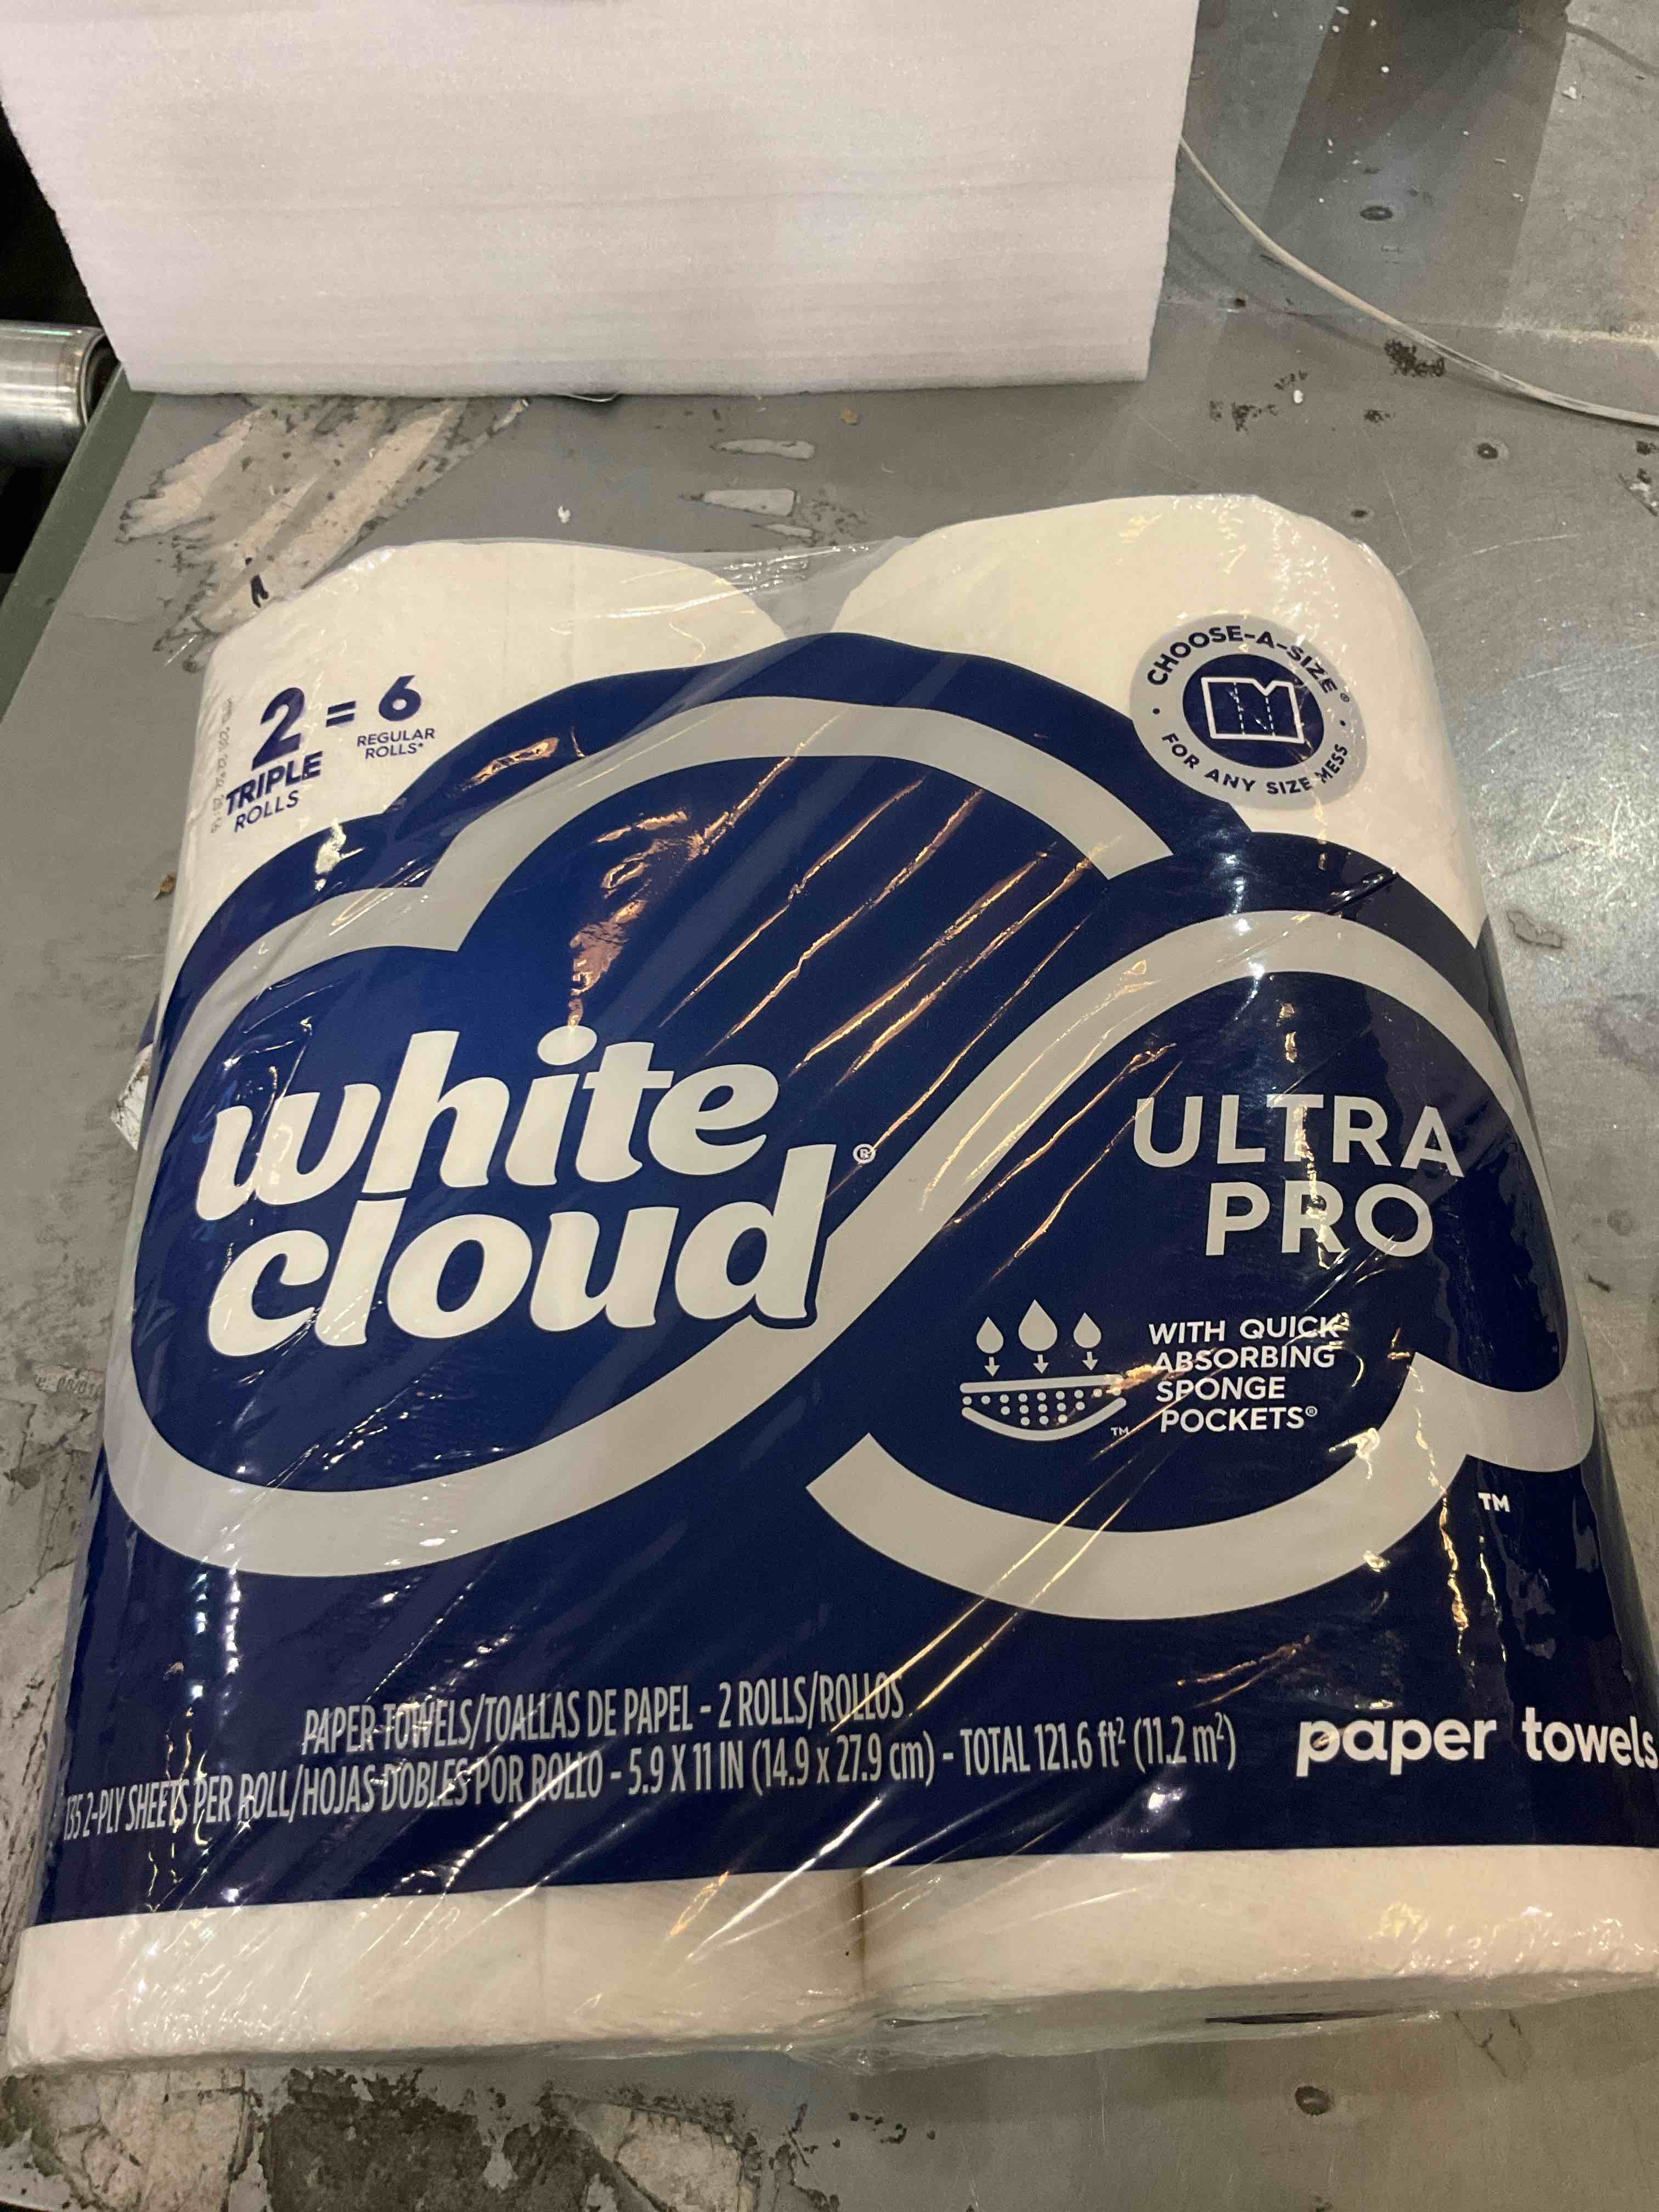 2 = 6
TRIPLE ROLLS
REGULAR ROLLS*
CHOOSE-A-SIZE®
• FOR ANY SIZE MESS •
white
cloud®
ULTRA
PRO
WITH QUICK
ABSORBING
SPONGE
POCKETS®
TM
TM
PAPER TOWELS/TOALLAS DE PAPEL - 2 ROLLS/ROLLOS
135 2-PLY SHEETS PER ROLL/HOJAS DOBLES POR ROLLO - 5.9 X 11 IN (14.9 x 27.9 cm) - TOTAL 121.6 ft² (11.2 m²)
paper towels